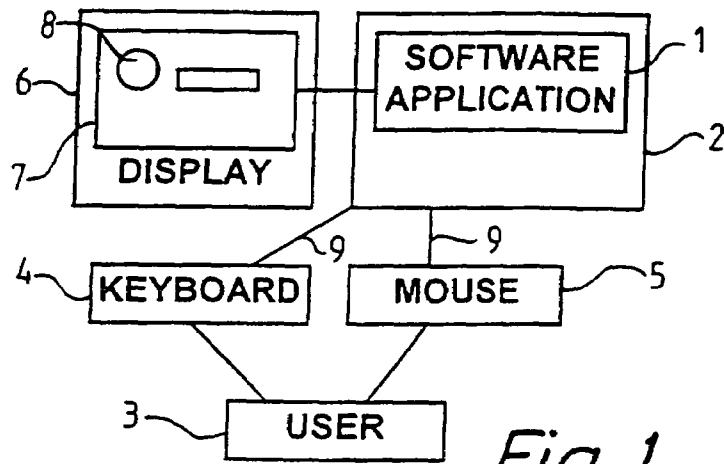 8
6
7
DISPLAY
SOFTWARE
APPLICATION
1
2
9
9
4
KEYBOARD
MOUSE
5
3
USER
Fig. 1